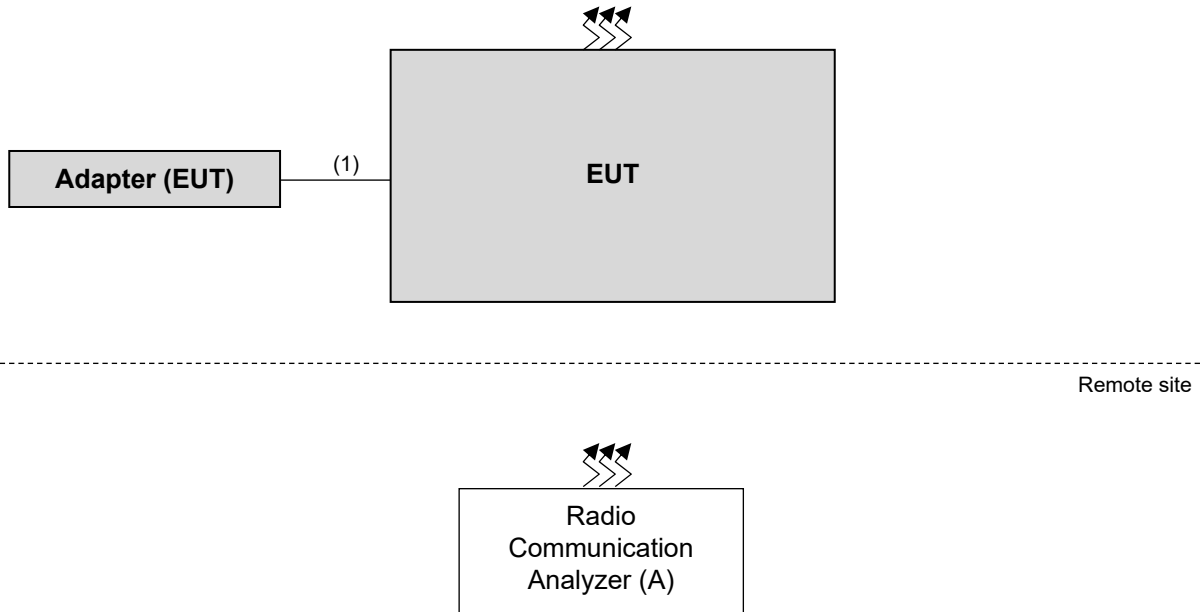 (1)
Adapter (EUT)
EUT
Remote site
Radio
Communication
Analyzer (A)